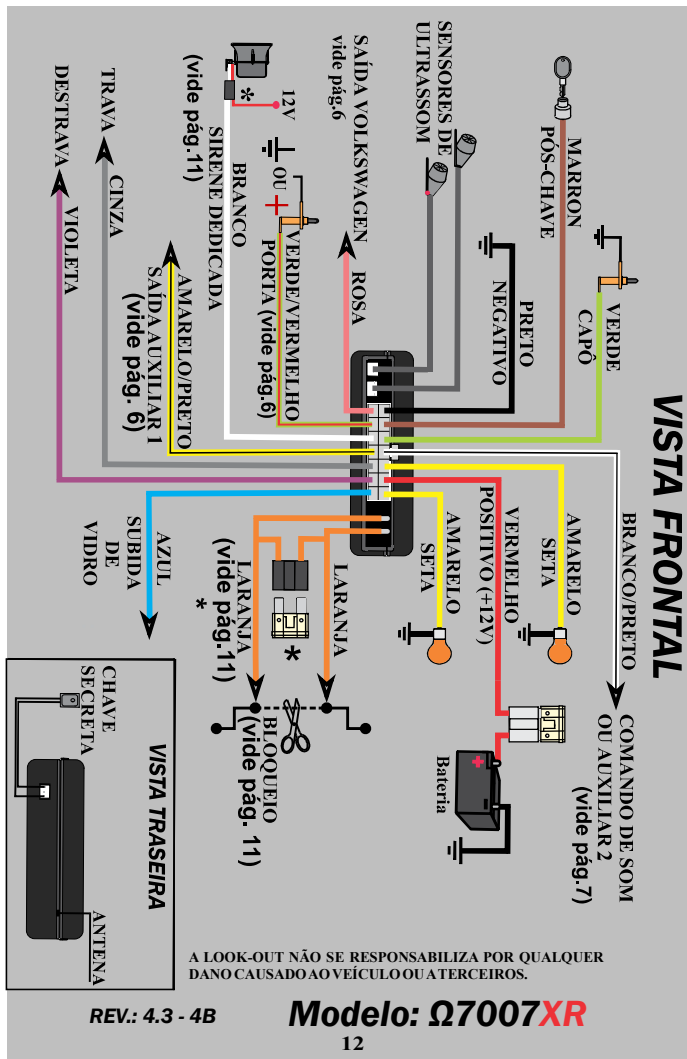 VISTA FRONTAL
SENSORES DE
ULTRASSOM
MARRON
PÓS-CHAVE
VERDE
CAPÔ
PRETO
NEGATIVO
SAÍDA VOLKSWAGEN
vide pág.6
ROSA
12V
*
OU
VERDE/VERMELHO
PORTA (vide pág.6)
BRANCO
SIRENE DEDICADA
(vide pág.11)
AMARELO/PRETO
SAÍDA AUXILIAR 1
(vide pág. 6)
TRAVA
CINZA
DESTRAVA
VIOLETA
AZUL
SUBIDA
DE
VIDRO
BRANCO/PRETO
COMANDO DE SOM
OU AUXILIAR 2
(vide pág.7)
AMARELO
SETA
VERMELHO
POSITIVO (+12V)
+
-
Bateria
AMARELO
SETA
LARANJA
*
LARANJA *
(vide pág.11)
BLOQUEIO
(vide pág. 11)
VISTA TRASEIRA
CHAVE
SECRETA
ANTENA
A LOOK-OUT NÃO SE RESPONSABILIZA POR QUALQUER
DANO CAUSADO AO VEÍCULO OU A TERCEIROS.
REV.: 4.3 - 4B
Modelo: Ω7007XR
12